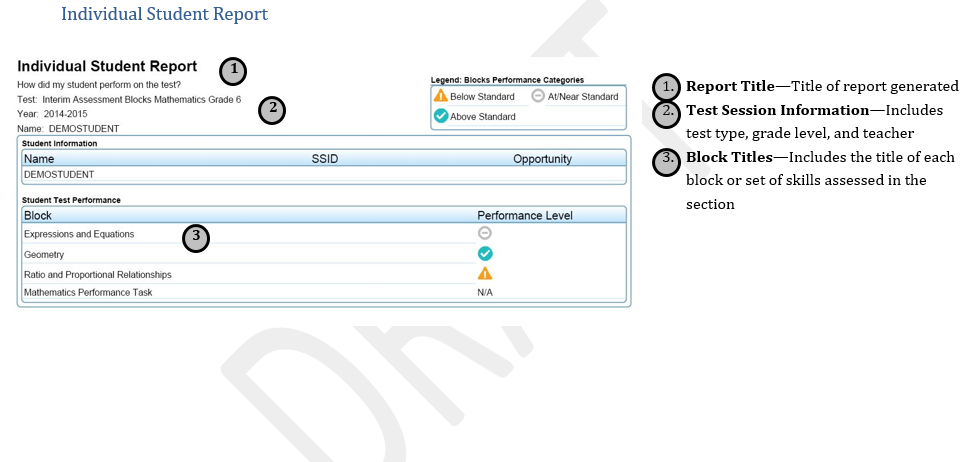 Individual Student Report
Individual Student Report
1
How did my student perform on the test?
Test: Interim Assessment Blocks Mathematics Grade 6
2
Year: 2014-2015
Name: DEMOSTUDENT
Legend: Blocks Performance Categories
Below Standard
At/Near Standard
Above Standard
Student Information
Name SSID Opportunity
DEMOSTUDENT
Student Test Performance
Block Performance Level
Expressions and Equations
3
Geometry
Ratio and Proportional Relationships
Mathematics Performance Task N/A
1. Report Title—Title of report generated
2. Test Session Information—Includes
test type, grade level, and teacher
3. Block Titles—Includes the title of each
block or set of skills assessed in the
section
DRAFT